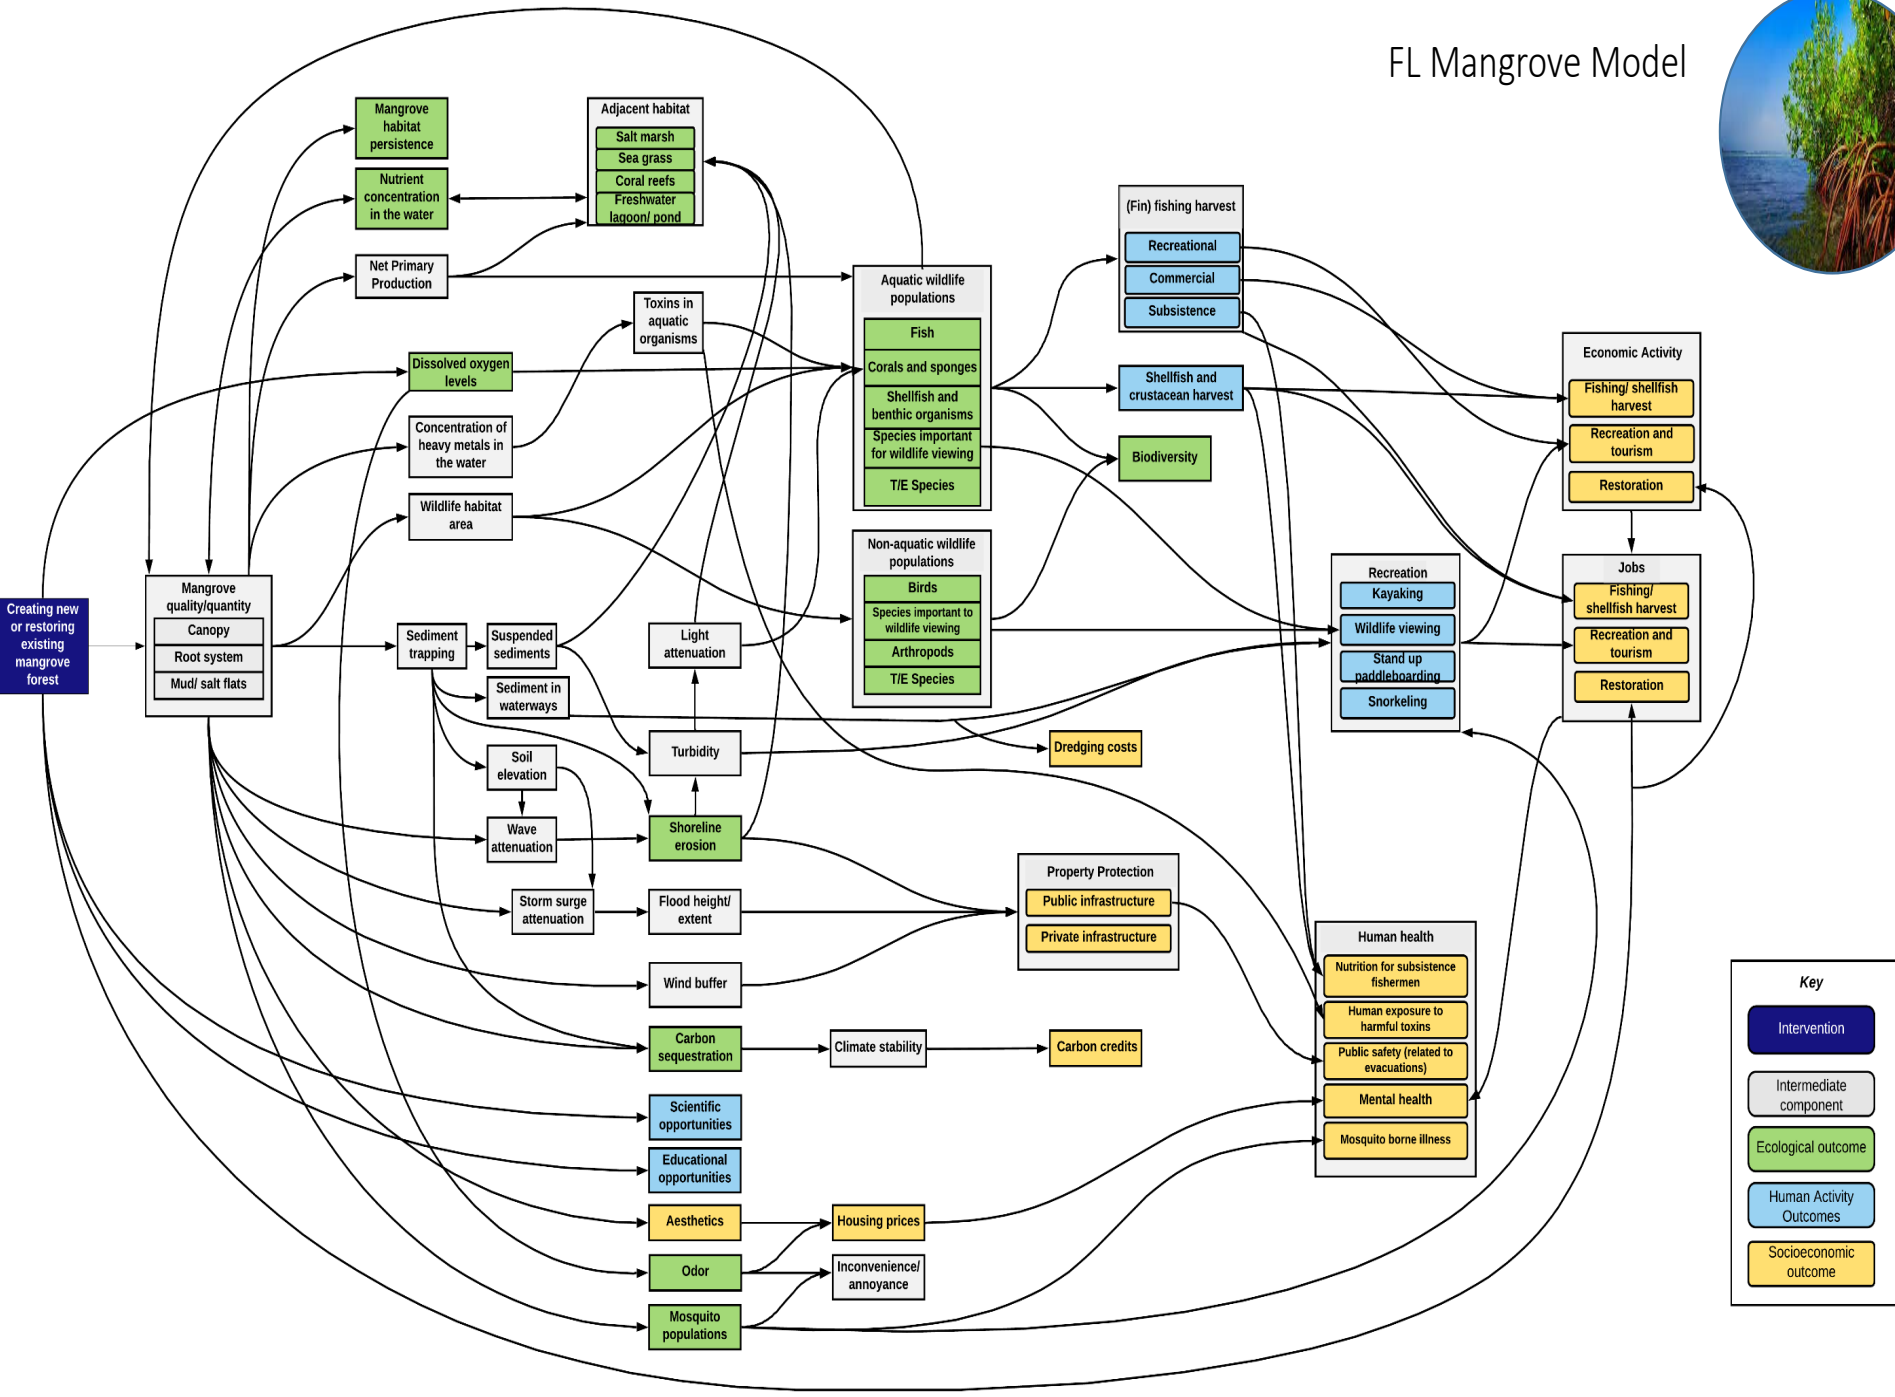 FL Mangrove Model
Mangrove
habitat
persistence
Nutrient
concentration
in the water
Net Primary
Production
Adjacent habitat
Salt marsh
Sea grass
Coral reefs
Freshwater
lagoon/ pond
Toxins in
aquatic
organisms
Dissolved oxygen
levels
Concentration of
heavy metals in
the water
Wildlife habitat
area
Aquatic wildlife
populations
Fish
Corals and sponges
Shellfish and
benthic organisms
Species important
for wildlife viewing
T/E Species
Non-aquatic wildlife
populations
Birds
Species important to
wildlife viewing
Arthropods
T/E Species
(Fin) fishing harvest
Recreational
Commercial
Subsistence
Shellfish and
crustacean harvest
Biodiversity
Economic Activity
Fishing/ shellfish
harvest
Recreation and
tourism
Restoration
Jobs
Fishing/
shellfish harvest
Recreation and
tourism
Restoration
Recreation
Kayaking
Wildlife viewing
Stand up
paddleboarding
Snorkeling
Creating new
or restoring
existing
mangrove
forest
Mangrove
quality/quantity
Canopy
Root system
Mud/ salt flats
Sediment
trapping
Suspended
sediments
Sediment in
waterways
Soil
elevation
Wave
attenuation
Storm surge
attenuation
Light
attenuation
Turbidity
Shoreline
erosion
Flood height/
extent
Wind buffer
Carbon
sequestration
Scientific
opportunities
Educational
opportunities
Aesthetics
Odor
Mosquito
populations
Dredging costs
Property Protection
Public infrastructure
Private infrastructure
Climate stability
Carbon credits
Housing prices
Inconvenience/
annoyance
Human health
Nutrition for subsistence
fishermen
Human exposure to
harmful toxins
Public safety (related to
evacuations)
Mental health
Mosquito borne illness
Key
Intervention
Intermediate
component
Ecological outcome
Human Activity
Outcomes
Socioeconomic
outcome